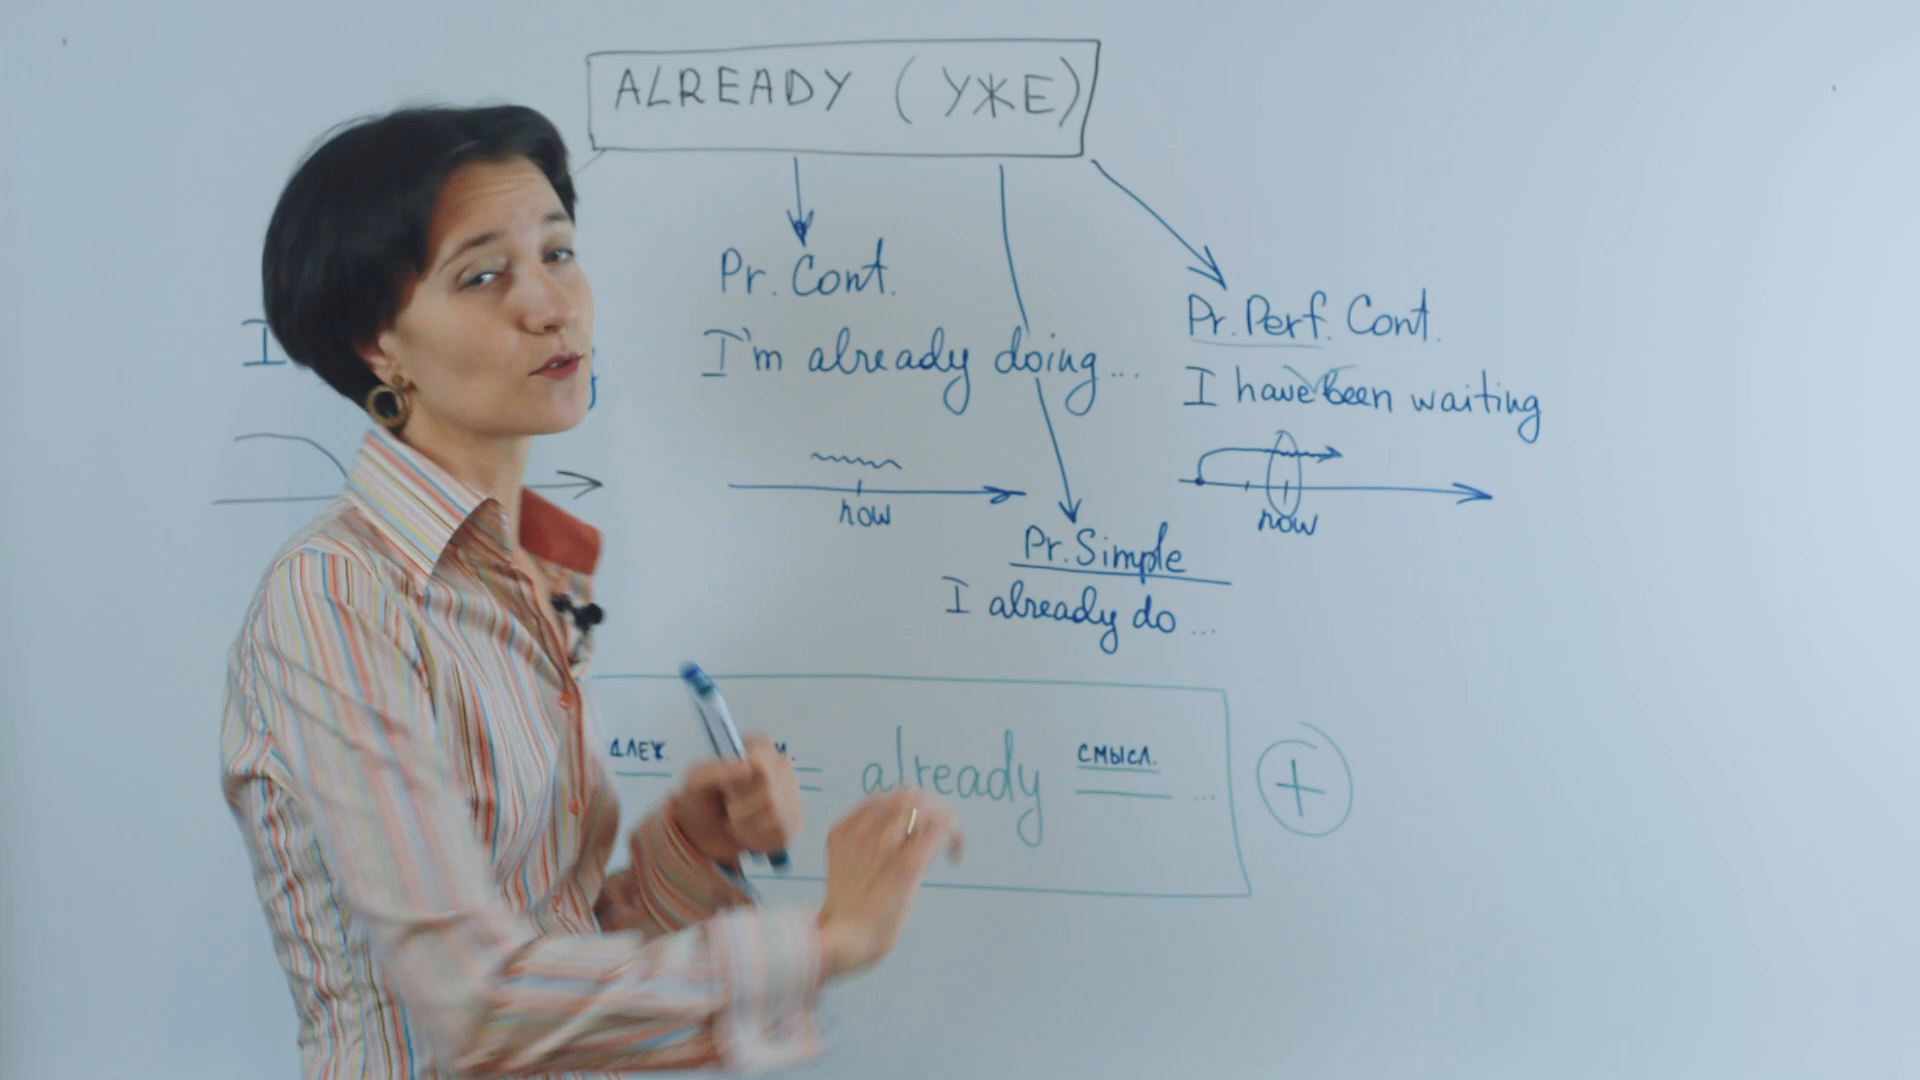 ALREADY (УЖЕ)
Pr. Cont.
I'm already doing...
now
Pr. Perf. Cont.
I have been waiting
now
Pr. Simple
I already do ...
I
already
СМЫСЛ.
...
+